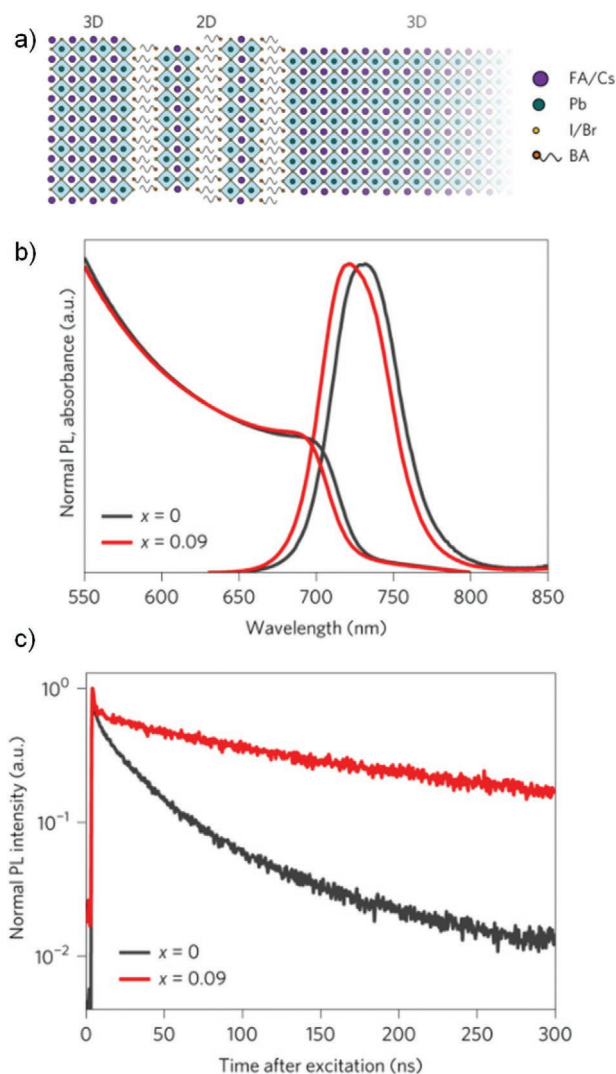 a)
3D 2D 3D
FA/Cs
Pb
I/Br
BA
b)
Normal PL, absorbance (a.u.)
x = 0
x = 0.09
550 600 650 700 750 800 850
Wavelength (nm)
c)
Normal PL intensity (a.u.)
10⁰
10⁻¹
10⁻²
x = 0
x = 0.09
0 50 100 150 200 250 300
Time after excitation (ns)